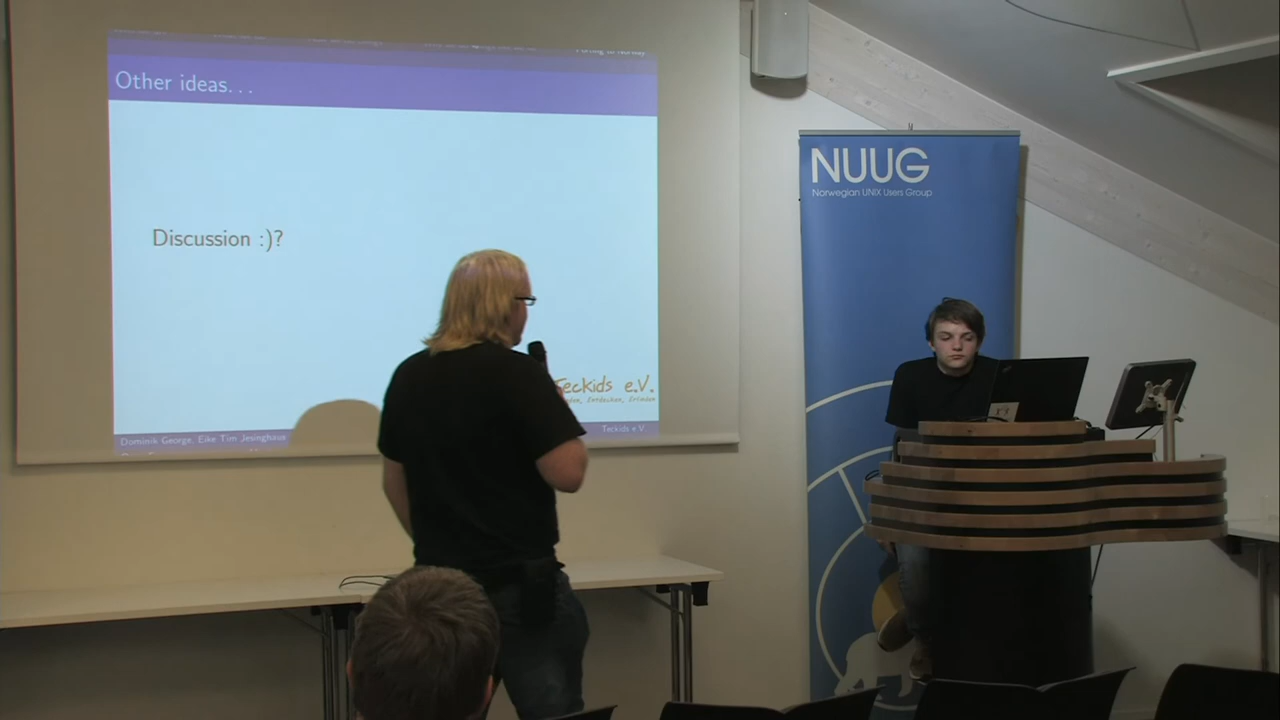 Other ideas...
Discussion :)?
Teckids e.V.
Dominik George, Eike Tim Jesinghaus
Teckids e.V.
NUUG
Norwegian UNIX Users Group